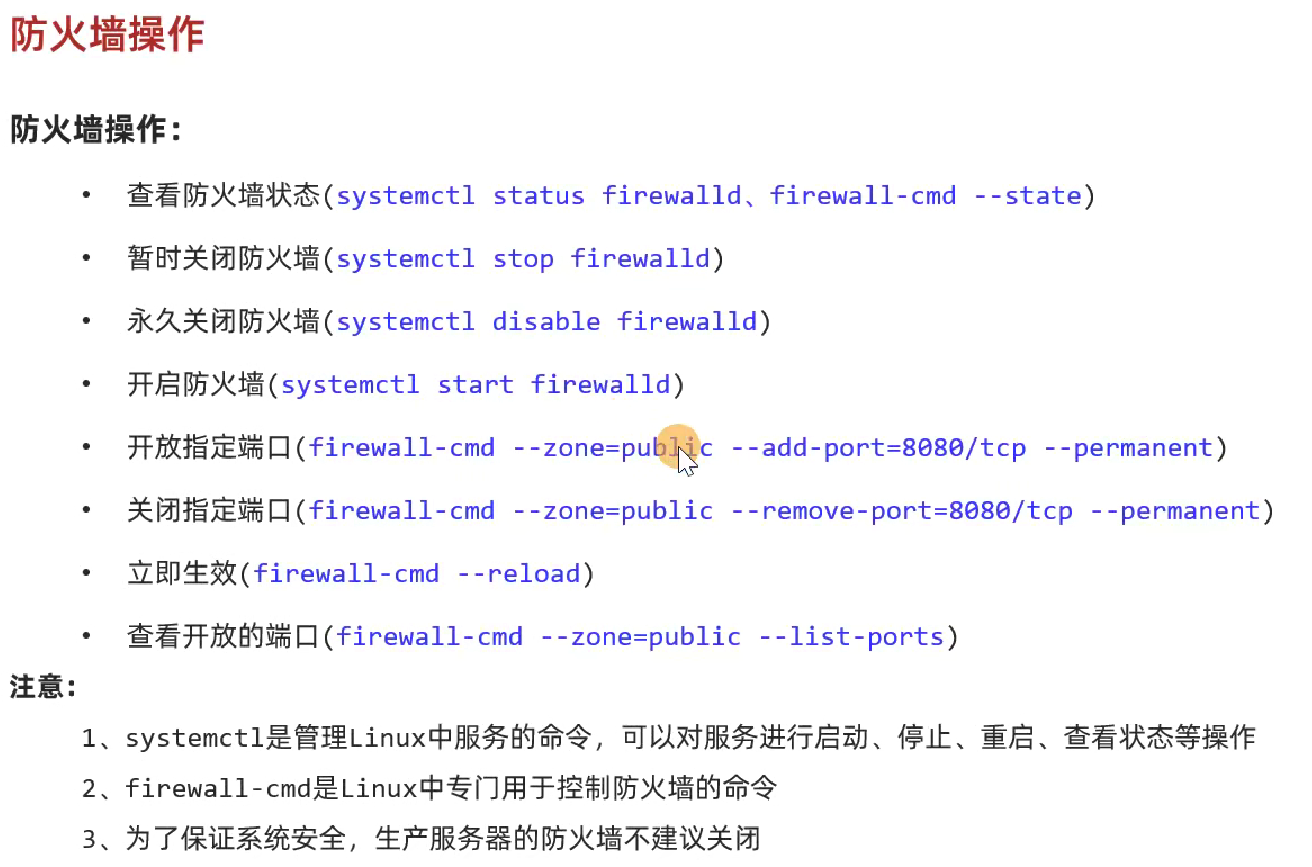 防火墙操作
防火墙操作：
• 查看防火墙状态(systemctl status firewalld、firewall-cmd --state)
• 暂时关闭防火墙(systemctl stop firewalld)
• 永久关闭防火墙(systemctl disable firewalld)
• 开启防火墙(systemctl start firewalld)
• 开放指定端口(firewall-cmd --zone=public --add-port=8080/tcp --permanent)
• 关闭指定端口(firewall-cmd --zone=public --remove-port=8080/tcp --permanent)
• 立即生效(firewall-cmd --reload)
• 查看开放的端口(firewall-cmd --zone=public --list-ports)
注意：
1、systemctl是管理Linux中服务的命令，可以对服务进行启动、停止、重启、查看状态等操作
2、firewall-cmd是Linux中专门用于控制防火墙的命令
3、为了保证系统安全，生产服务器的防火墙不建议关闭